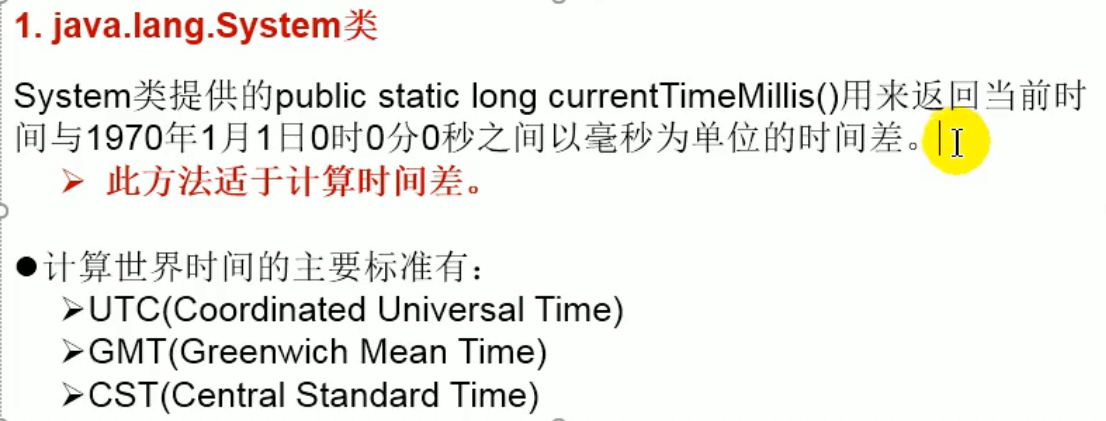 1. java.lang.System类
System类提供的public static long currentTimeMillis()用来返回当前时
间与1970年1月1日0时0分0秒之间以毫秒为单位的时间差。
➢ 此方法适于计算时间差。
●计算世界时间的主要标准有：
➢UTC(Coordinated Universal Time)
➢GMT(Greenwich Mean Time)
➢CST(Central Standard Time)